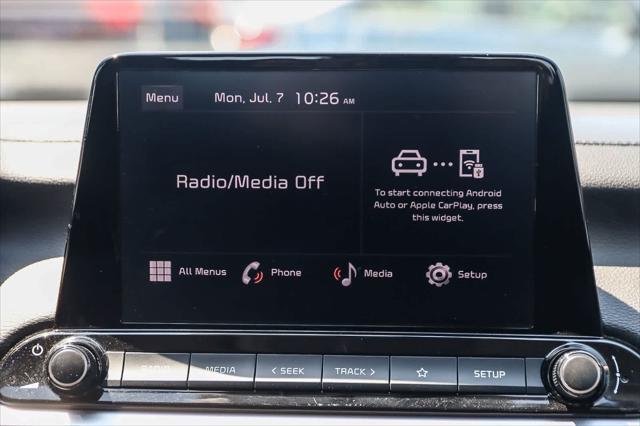 Menu Mon, Jul. 7 10:26 AM
Radio/Media Off
To start connecting Android
Auto or Apple CarPlay, press
this widget.
All Menus Phone Media Setup
RADIO MEDIA < SEEK TRACK > SETUP